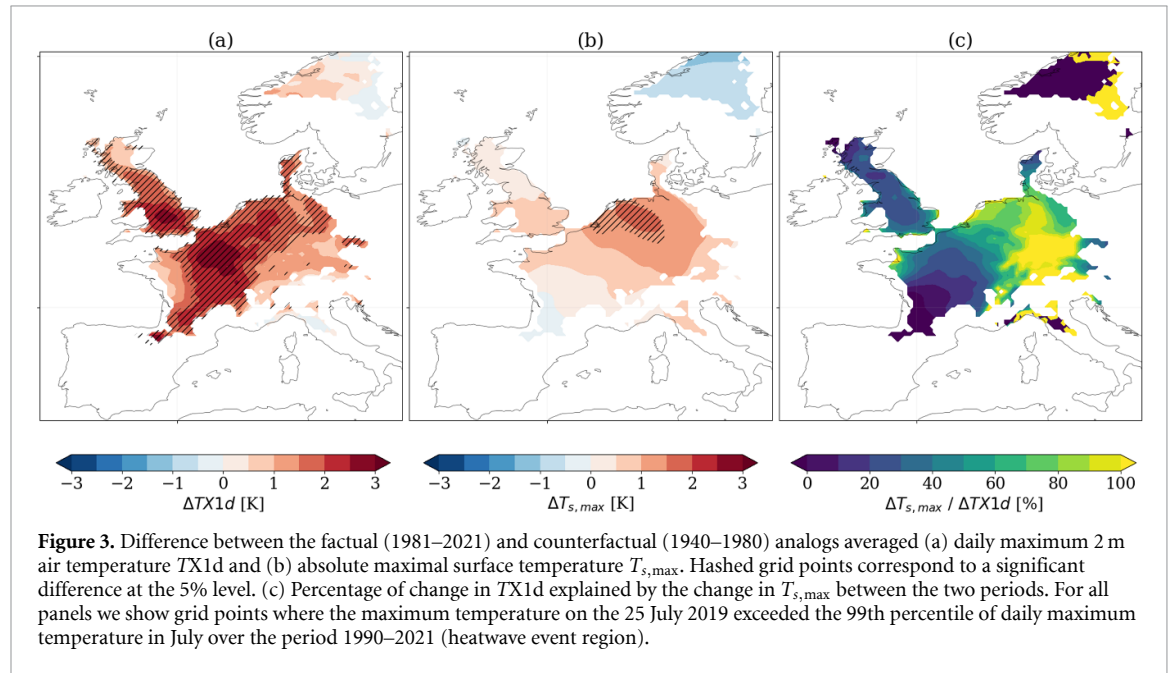 (a)
(b)
(c)
−3 −2 −1 0 1 2 3
ΔTX1d [K]
−3 −2 −1 0 1 2 3
ΔT_{s,max} [K]
0 20 40 60 80 100
ΔT_{s,max} / ΔTX1d [%]
Figure 3. Difference between the factual (1981–2021) and counterfactual (1940–1980) analogs averaged (a) daily maximum 2 m
air temperature TX1d and (b) absolute maximal surface temperature T_{s,max}. Hashed grid points correspond to a significant
difference at the 5% level. (c) Percentage of change in TX1d explained by the change in T_{s,max} between the two periods. For all
panels we show grid points where the maximum temperature on the 25 July 2019 exceeded the 99th percentile of daily maximum
temperature in July over the period 1990–2021 (heatwave event region).